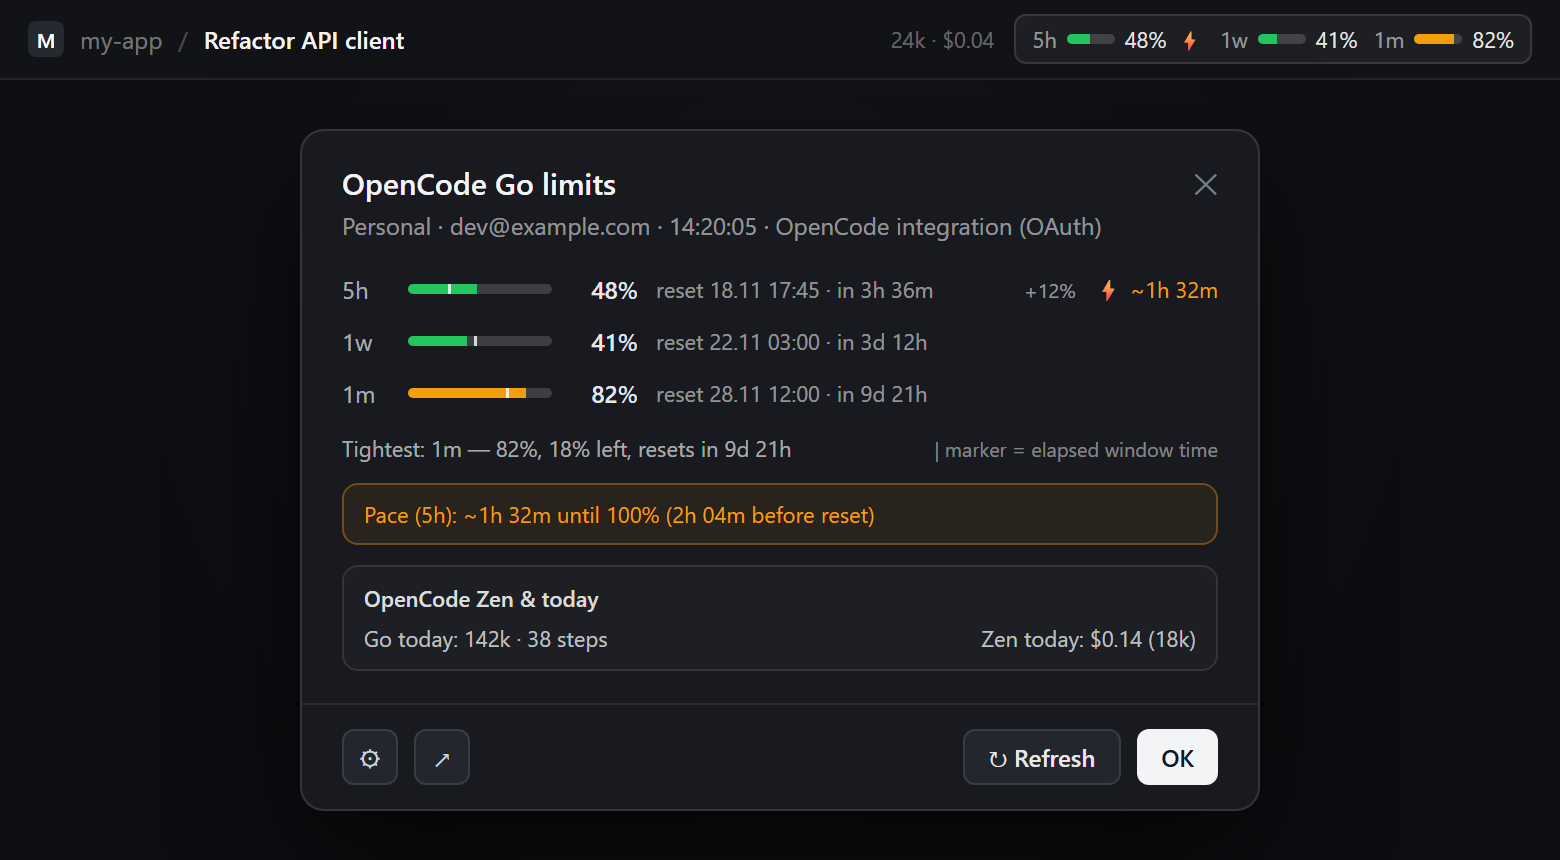 M my-app / Refactor API client 24k · $0.04 5h 48% ⚡ 1w 41% 1m 82%
OpenCode Go limits
Personal · dev@example.com · 14:20:05 · OpenCode integration (OAuth)
5h 48% reset 18.11 17:45 · in 3h 36m +12% ⚡ ~1h 32m
1w 41% reset 22.11 03:00 · in 3d 12h
1m 82% reset 28.11 12:00 · in 9d 21h
Tightest: 1m — 82%, 18% left, resets in 9d 21h | marker = elapsed window time
Pace (5h): ~1h 32m until 100% (2h 04m before reset)
OpenCode Zen & today
Go today: 142k · 38 steps Zen today: $0.14 (18k)
⚙ ↗ ↻ Refresh OK